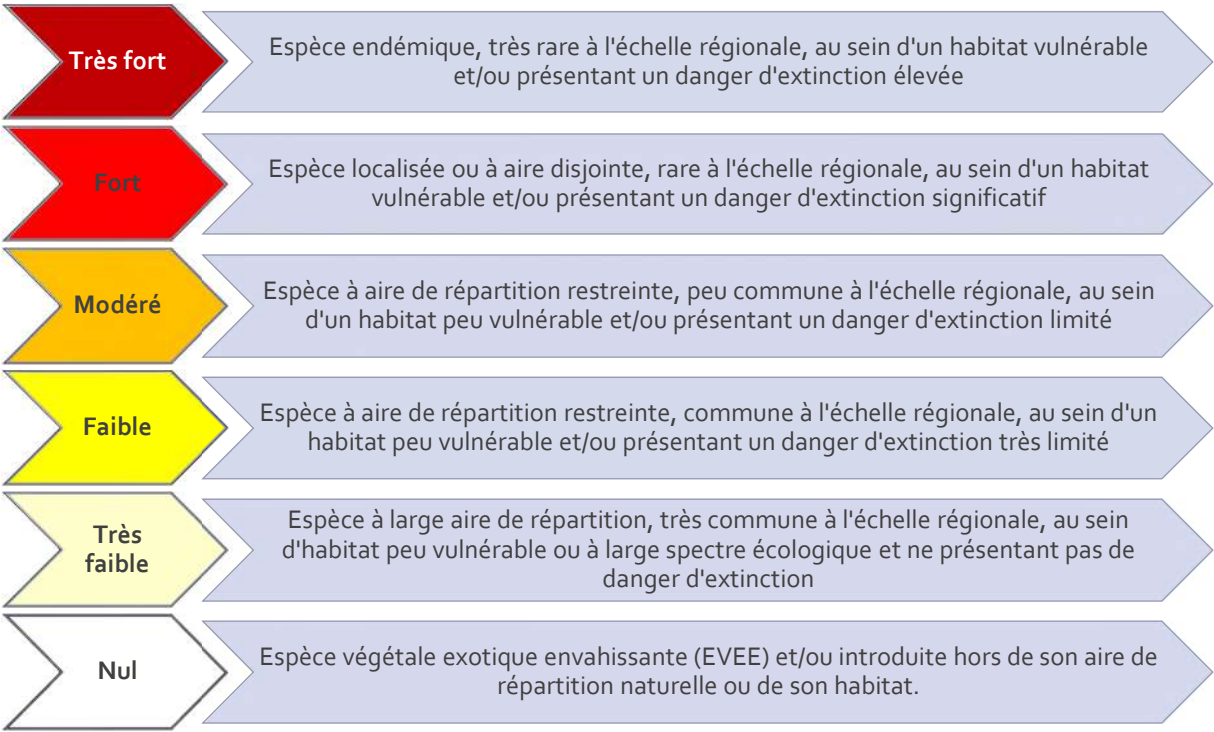 Très fort
Espèce endémique, très rare à l'échelle régionale, au sein d'un habitat vulnérable
et/ou présentant un danger d'extinction élevée
Fort
Espèce localisée ou à aire disjointe, rare à l'échelle régionale, au sein d'un habitat
vulnérable et/ou présentant un danger d'extinction significatif
Modéré
Espèce à aire de répartition restreinte, peu commune à l'échelle régionale, au sein
d'un habitat peu vulnérable et/ou présentant un danger d'extinction limité
Faible
Espèce à aire de répartition restreinte, commune à l'échelle régionale, au sein d'un
habitat peu vulnérable et/ou présentant un danger d'extinction très limité
Très
faible
Espèce à large aire de répartition, très commune à l'échelle régionale, au sein
d'habitat peu vulnérable ou à large spectre écologique et ne présentant pas de
danger d'extinction
Nul
Espèce végétale exotique envahissante (EVEE) et/ou introduite hors de son aire de
répartition naturelle ou de son habitat.